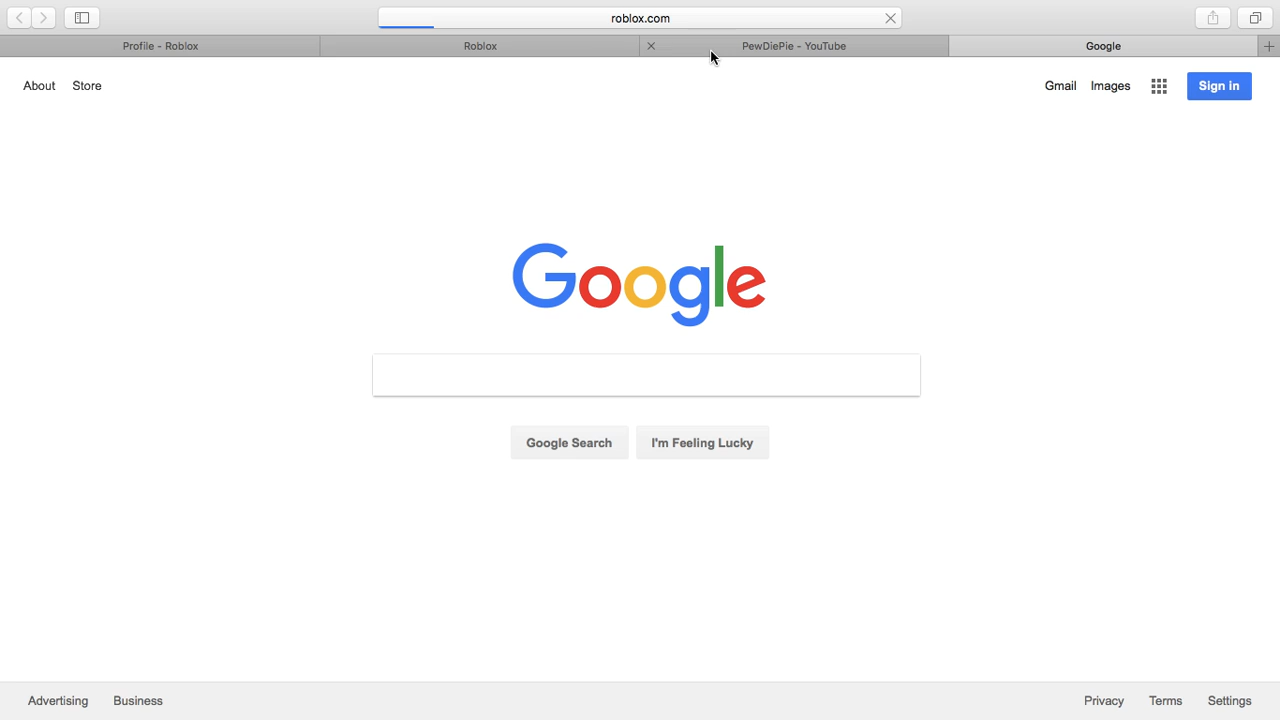 roblox.com
Profile - Roblox
Roblox
PewDiePie - YouTube
Google
About
Store
Gmail
Images
Sign In
Google
Google Search
I'm Feeling Lucky
Advertising
Business
Privacy
Terms
Settings